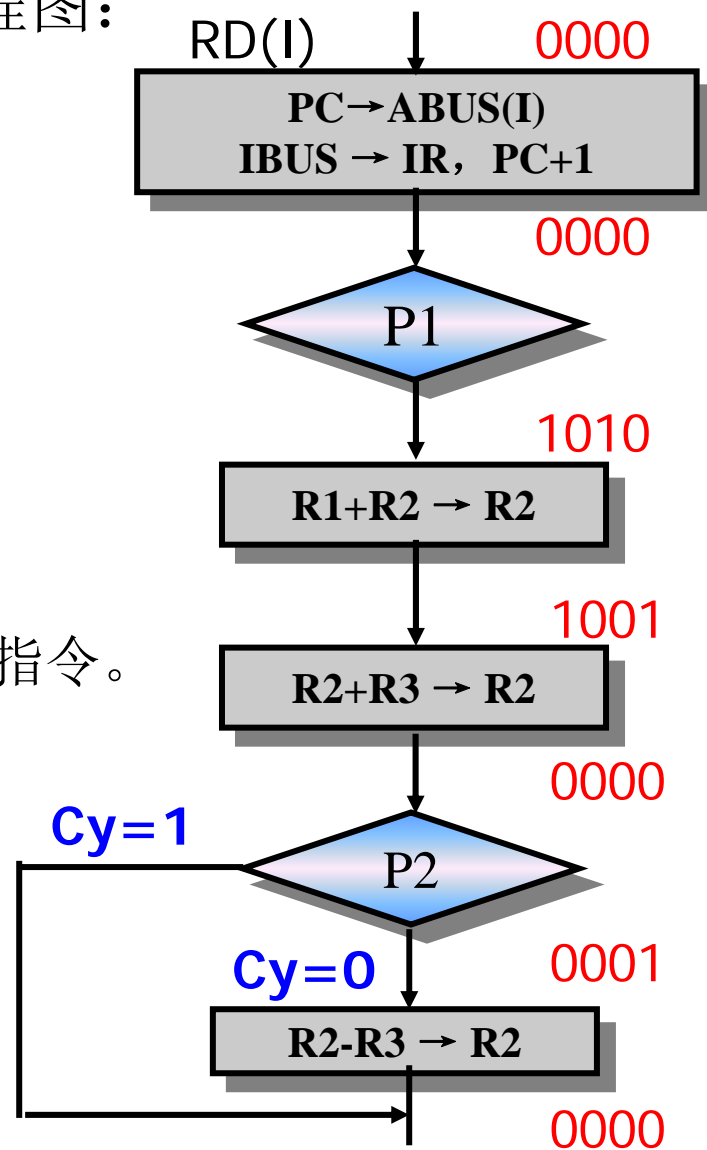 框图:
RD(I)
0000
PC→ABUS(I)
IBUS → IR，PC+1
0000
P1
1010
R1+R2 → R2
1001
指令。
R2+R3 → R2
0000
Cy=1
P2
Cy=0
0001
R2-R3 → R2
0000